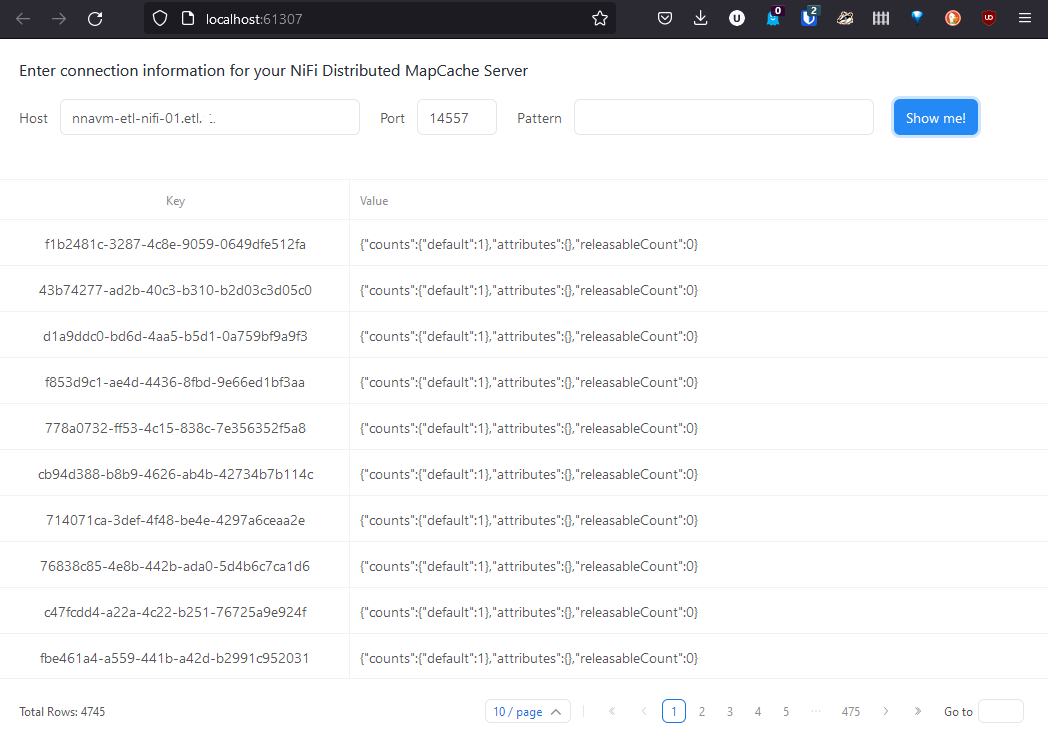 localhost:61307
U
0
2
UD
Enter connection information for your NiFi Distributed MapCache Server
Host nnavm-etl-nifi-01.etl. Port 14557 Pattern Show me!
Key Value
f1b2481c-3287-4c8e-9059-0649dfe512fa {"counts":{"default":1},"attributes":{},"releasableCount":0}
43b74277-ad2b-40c3-b310-b2d03c3d05c0 {"counts":{"default":1},"attributes":{},"releasableCount":0}
d1a9ddc0-bd6d-4aa5-b5d1-0a759bf9a9f3 {"counts":{"default":1},"attributes":{},"releasableCount":0}
f853d9c1-ae4d-4436-8fbd-9e66ed1bf3aa {"counts":{"default":1},"attributes":{},"releasableCount":0}
778a0732-ff53-4c15-838c-7e356352f5a8 {"counts":{"default":1},"attributes":{},"releasableCount":0}
cb94d388-b8b9-4626-ab4b-42734b7b114c {"counts":{"default":1},"attributes":{},"releasableCount":0}
714071ca-3def-4f48-be4e-4297a6ceaa2e {"counts":{"default":1},"attributes":{},"releasableCount":0}
76838c85-4e8b-442b-ada0-5d4b6c7ca1d6 {"counts":{"default":1},"attributes":{},"releasableCount":0}
c47fcdd4-a22a-4c22-b251-76725a9e924f {"counts":{"default":1},"attributes":{},"releasableCount":0}
fbe461a4-a559-441b-a42d-b2991c952031 {"counts":{"default":1},"attributes":{},"releasableCount":0}
Total Rows: 4745 10 / page « ‹ 1 2 3 4 5 ··· 475 › » Go to